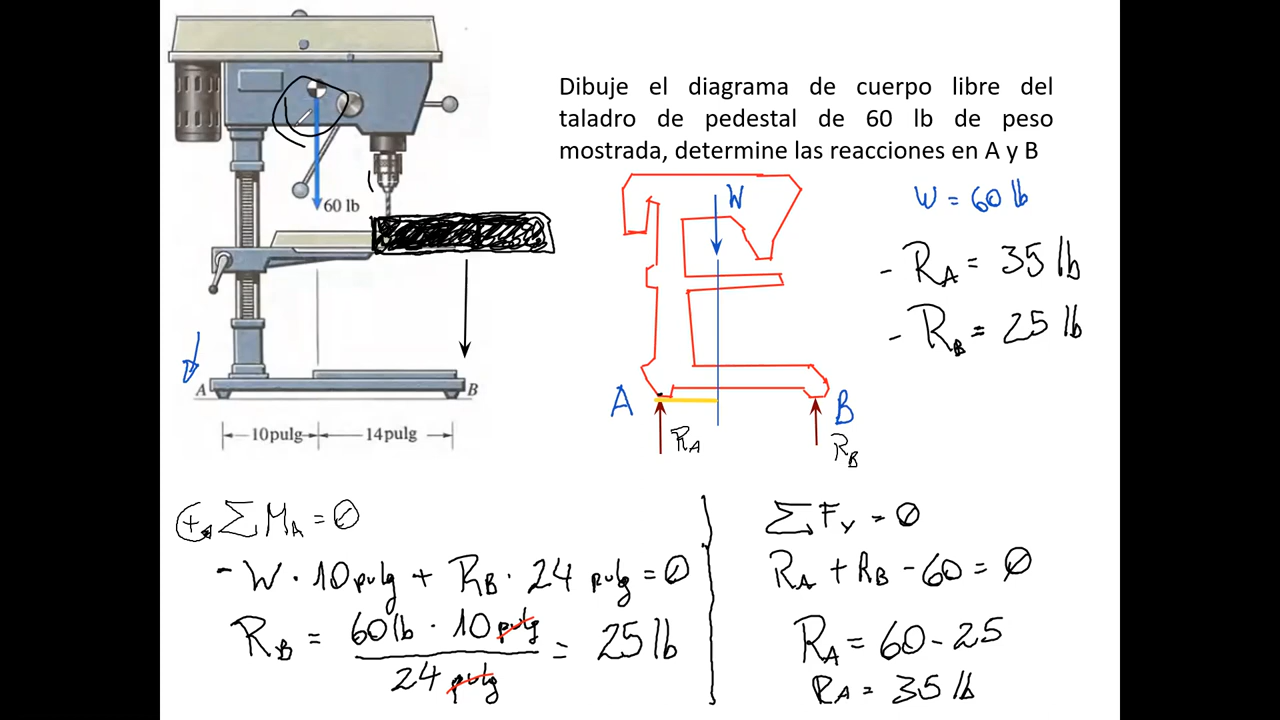 Dibuje el diagrama de cuerpo libre del
taladro de pedestal de 60 lb de peso
mostrada, determine las reacciones en A y B
60 lb
A
B
10 pulg
14 pulg
W
A
B
R_A
R_B
W = 60 lb
- R_A = 35 lb
- R_B = 25 lb
+ ΣM_A = 0
- W · 10 pulg + R_B · 24 pulg = 0
R_B = 60 lb · 10 pulg / 24 pulg = 25 lb
ΣF_Y = 0
R_A + R_B - 60 = 0
R_A = 60 - 25
R_A = 35 lb